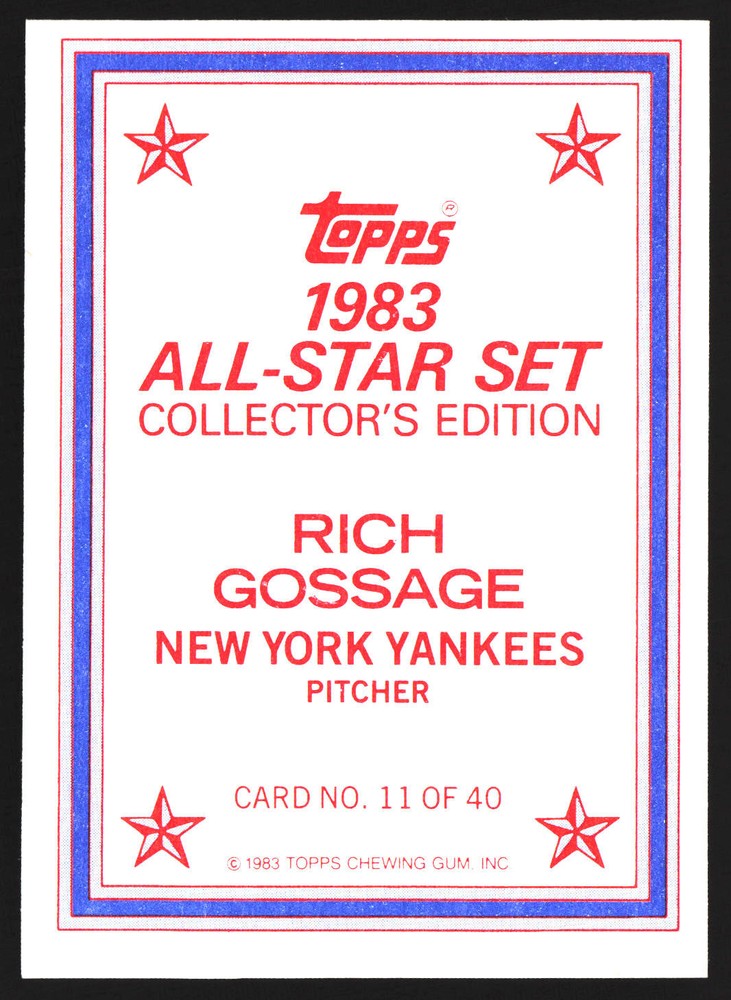 topps®
1983
ALL-STAR SET
COLLECTOR'S EDITION
RICH
GOSSAGE
NEW YORK YANKEES
PITCHER
CARD NO. 11 OF 40
© 1983 TOPPS CHEWING GUM, INC